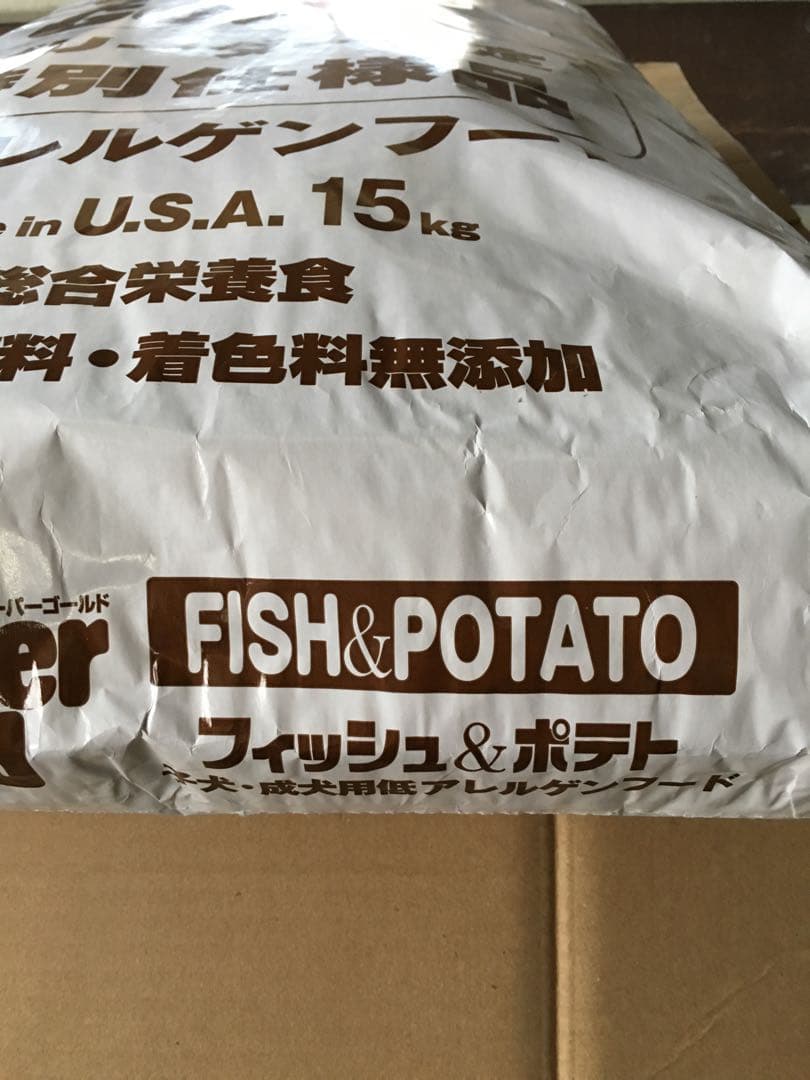 別仕様品
レルゲンフー
in U.S.A. 15kg
総合栄養食
料・着色料無添加
ーパーゴールド
er
FISH&POTATO
フィッシュ&ポテト
犬・成犬用低アレルゲンフード